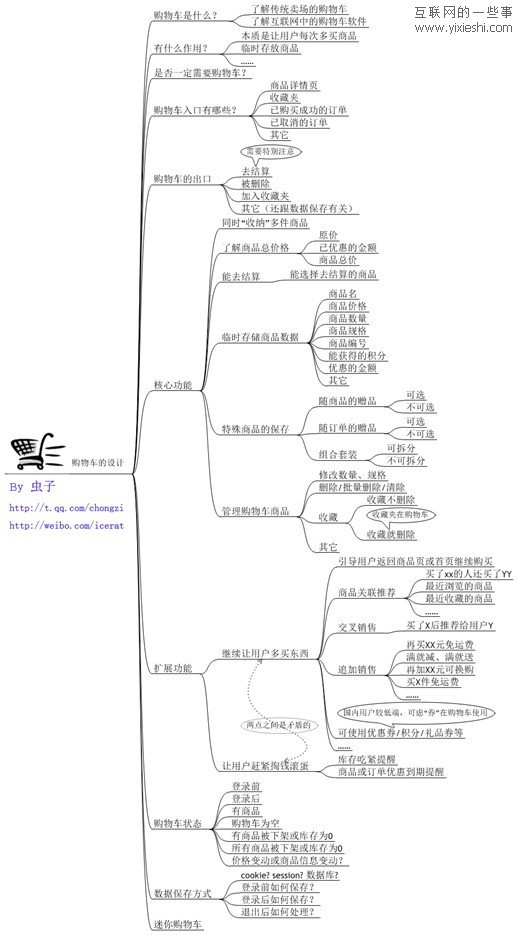 互联网的一些事
www.yixieshi.com
购物车的设计
By 虫子
http://t.qq.com/chongzi
http://weibo.com/icerat
购物车是什么？
了解传统卖场的购物车
了解互联网中的购物车软件
有什么作用？
本质是让用户每次多买商品
临时存放商品
……
是否一定需要购物车？
购物车入口有哪些？
商品详情页
收藏夹
已购买成功的订单
已取消的订单
其它
购物车的出口
需要特别注意
去结算
被删除
加入收藏夹
其它（还跟数据保存有关）
核心功能
同时“收纳”多件商品
了解商品总价格
原价
已优惠的金额
商品总价
能去结算
能选择去结算的商品
临时存储商品数据
商品名
商品价格
商品数量
商品规格
商品编号
能获得的积分
优惠的金额
其它
特殊商品的保存
随商品的赠品
可选
不可选
随订单的赠品
可选
不可选
组合套装
可拆分
不可拆分
管理购物车商品
修改数量、规格
删除/批量删除/清除
收藏
收藏不删除
收藏夹在购物车
收藏就删除
其它
扩展功能
继续让用户多买东西
引导用户返回商品页或首页继续购买
商品关联推荐
买了xx的人还买了YY
最近浏览的商品
最近收藏的商品
……
交叉销售
买了X后推荐给用户Y
追加销售
再买XX元免运费
满就减、满就送
再加XX元可换购
买X件免运费
……
国内用户较低端，可虑“券”在购物车使用
可使用优惠券/积分/礼品券等
……
两点之间是矛盾的
让用户赶紧掏钱滚蛋
库存吃紧提醒
商品或订单优惠到期提醒
购物车状态
登录前
登录后
有商品
购物车为空
有商品被下架或库存为0
所有商品被下架或库存为0
价格变动或商品信息变动？
数据保存方式
cookie? session? 数据库?
登录前如何保存？
登录后如何保存？
退出后如何处理？
迷你购物车